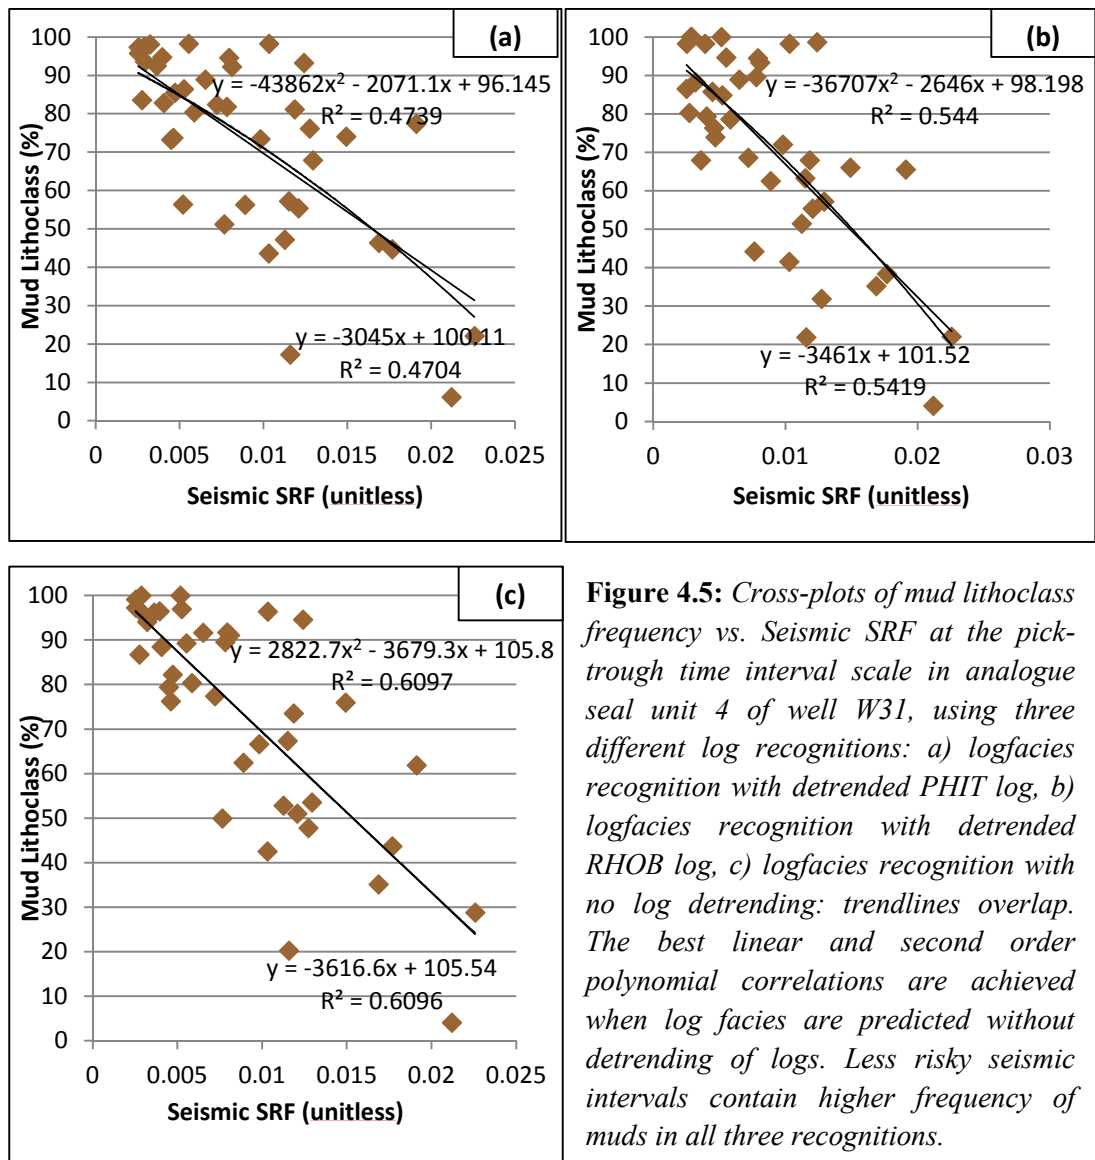 (a)
100
90
80
70
60
50
40
30
20
10
0
Mud Lithoclass (%)
y = -43862x² - 2071.1x + 96.145
R² = 0.4739
y = -3045x + 100.11
R² = 0.4704
0 0.005 0.01 0.015 0.02 0.025
Seismic SRF (unitless)
(b)
100
90
80
70
60
50
40
30
20
10
0
Mud Lithoclass (%)
y = -36707x² - 2646x + 98.198
R² = 0.544
y = -3461x + 101.52
R² = 0.5419
0 0.01 0.02 0.03
Seismic SRF (unitless)
(c)
100
90
80
70
60
50
40
30
20
10
0
Mud Lithoclass (%)
y = 2822.7x² - 3679.3x + 105.8
R² = 0.6097
y = -3616.6x + 105.54
R² = 0.6096
0 0.005 0.01 0.015 0.02 0.025
Seismic SRF (unitless)
Figure 4.5: Cross-plots of mud lithoclass
frequency vs. Seismic SRF at the pick-
trough time interval scale in analogue
seal unit 4 of well W31, using three
different log recognitions: a) logfacies
recognition with detrended PHIT log, b)
logfacies recognition with detrended
RHOB log, c) logfacies recognition with
no log detrending: trendlines overlap.
The best linear and second order
polynomial correlations are achieved
when log facies are predicted without
detrending of logs. Less risky seismic
intervals contain higher frequency of
muds in all three recognitions.